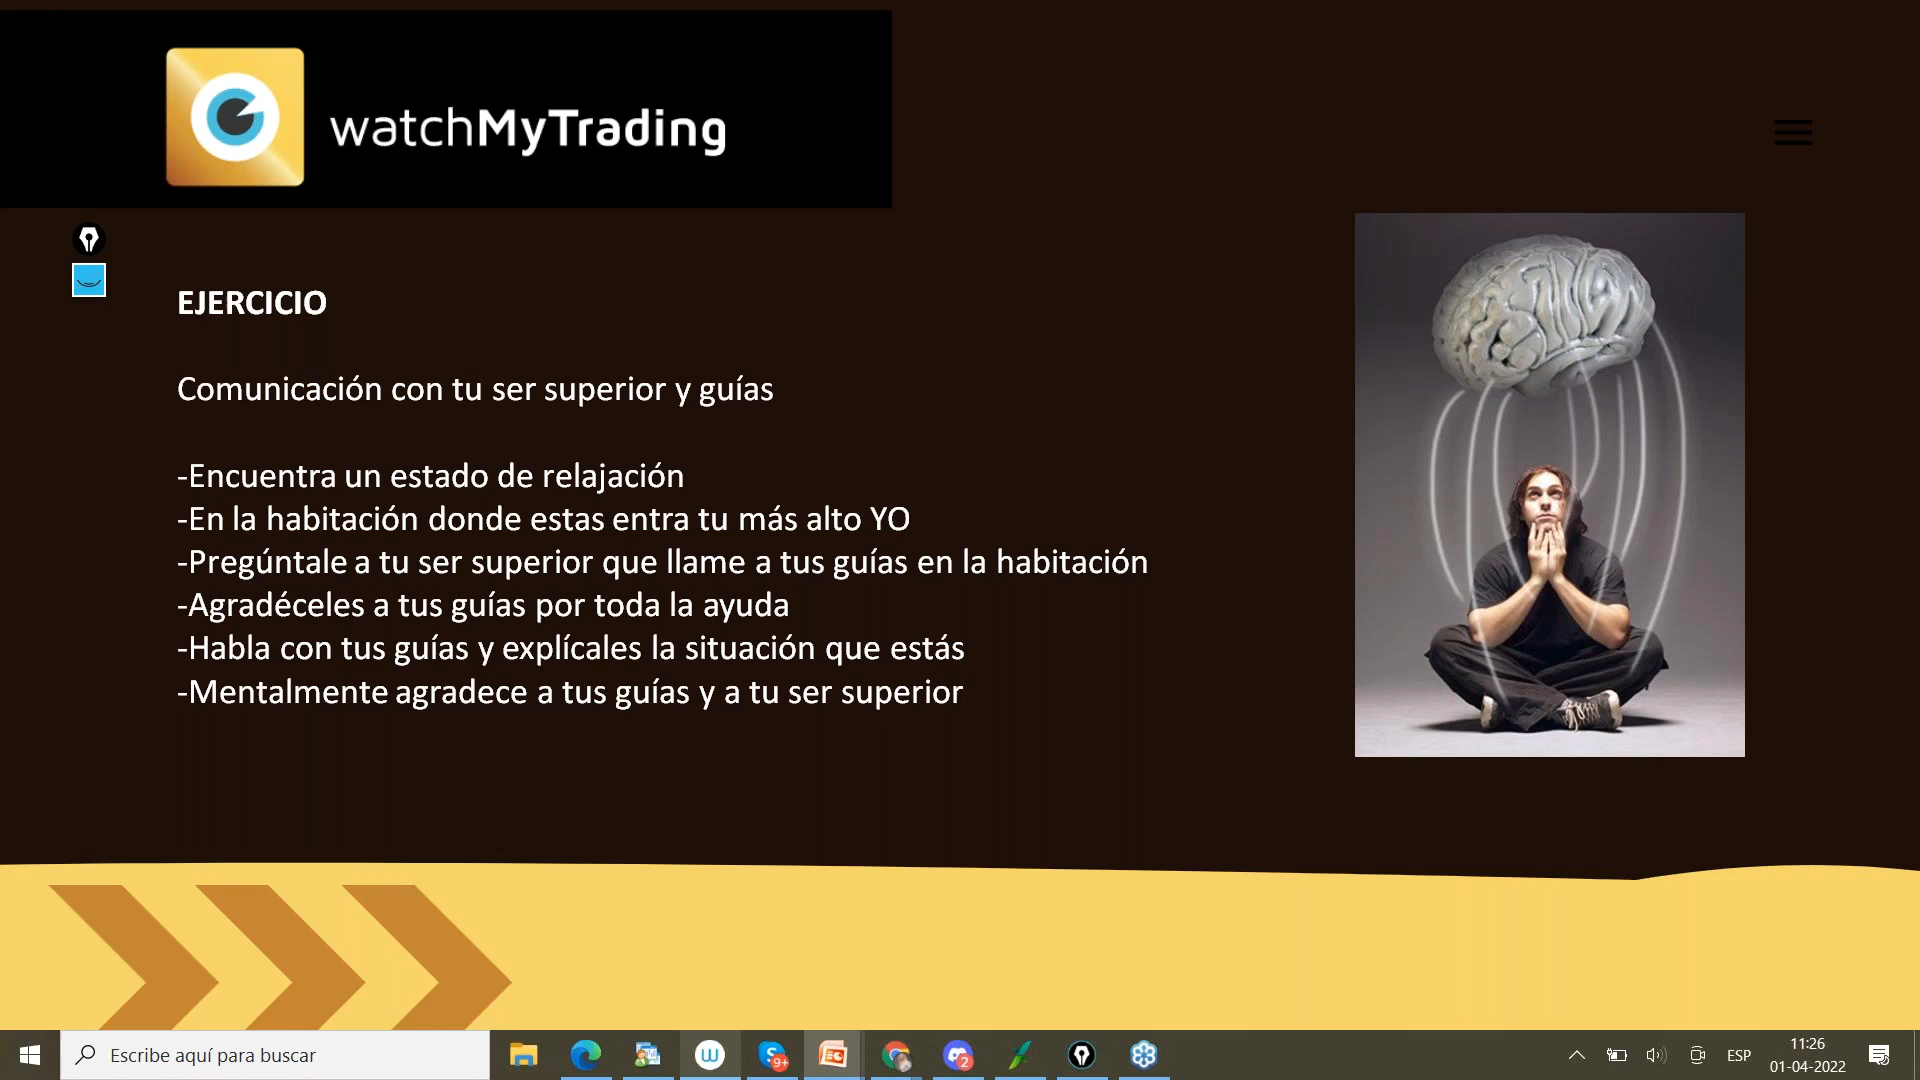 watchMyTrading
EJERCICIO
Comunicación con tu ser superior y guías
-Encuentra un estado de relajación
-En la habitación donde estas entra tu más alto YO
-Pregúntale a tu ser superior que llame a tus guías en la habitación
-Agradéceles a tus guías por toda la ayuda
-Habla con tus guías y explícales la situación que estás
-Mentalmente agradece a tus guías y a tu ser superior
Escribe aquí para buscar
W
S
9+
2
ESP
11:26
01-04-2022